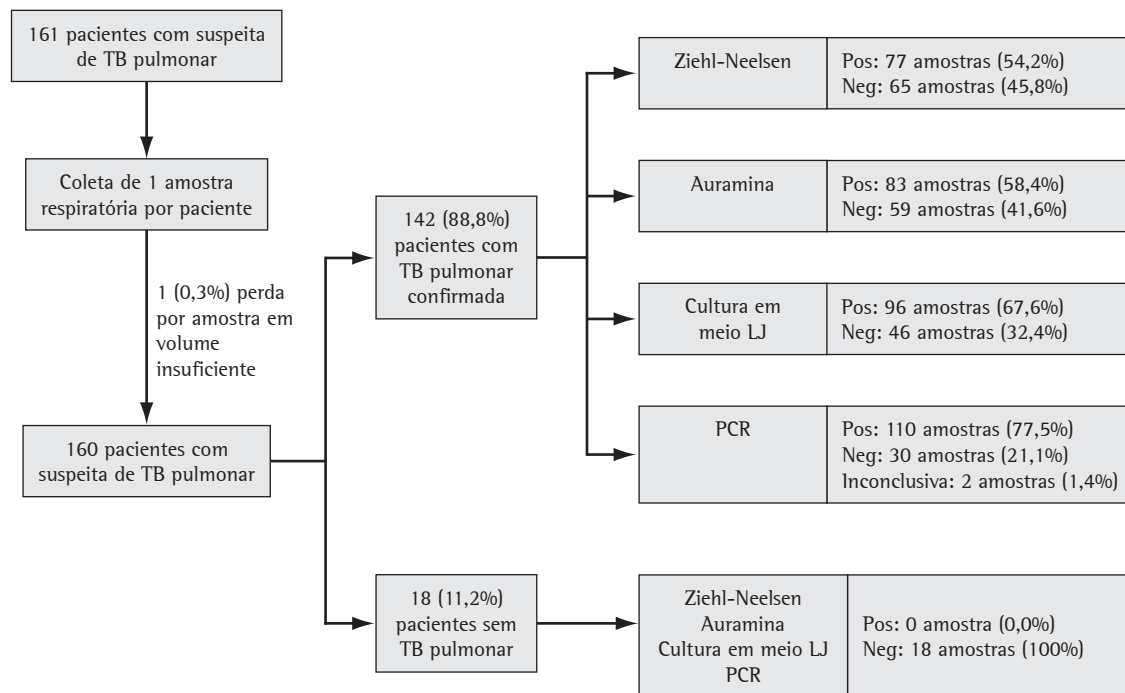 161 pacientes com suspeita
de TB pulmonar
Coleta de 1 amostra
respiratória por paciente
1 (0,3%) perda
por amostra em
volume
insuficiente
160 pacientes com
suspeita de TB pulmonar
142 (88,8%)
pacientes com
TB pulmonar
confirmada
Ziehl-Neelsen
Pos: 77 amostras (54,2%)
Neg: 65 amostras (45,8%)
Auramina
Pos: 83 amostras (58,4%)
Neg: 59 amostras (41,6%)
Cultura em
meio LJ
Pos: 96 amostras (67,6%)
Neg: 46 amostras (32,4%)
PCR
Pos: 110 amostras (77,5%)
Neg: 30 amostras (21,1%)
Inconclusiva: 2 amostras (1,4%)
18 (11,2%)
pacientes sem
TB pulmonar
Ziehl-Neelsen
Auramina
Cultura em meio LJ
PCR
Pos: 0 amostra (0,0%)
Neg: 18 amostras (100%)